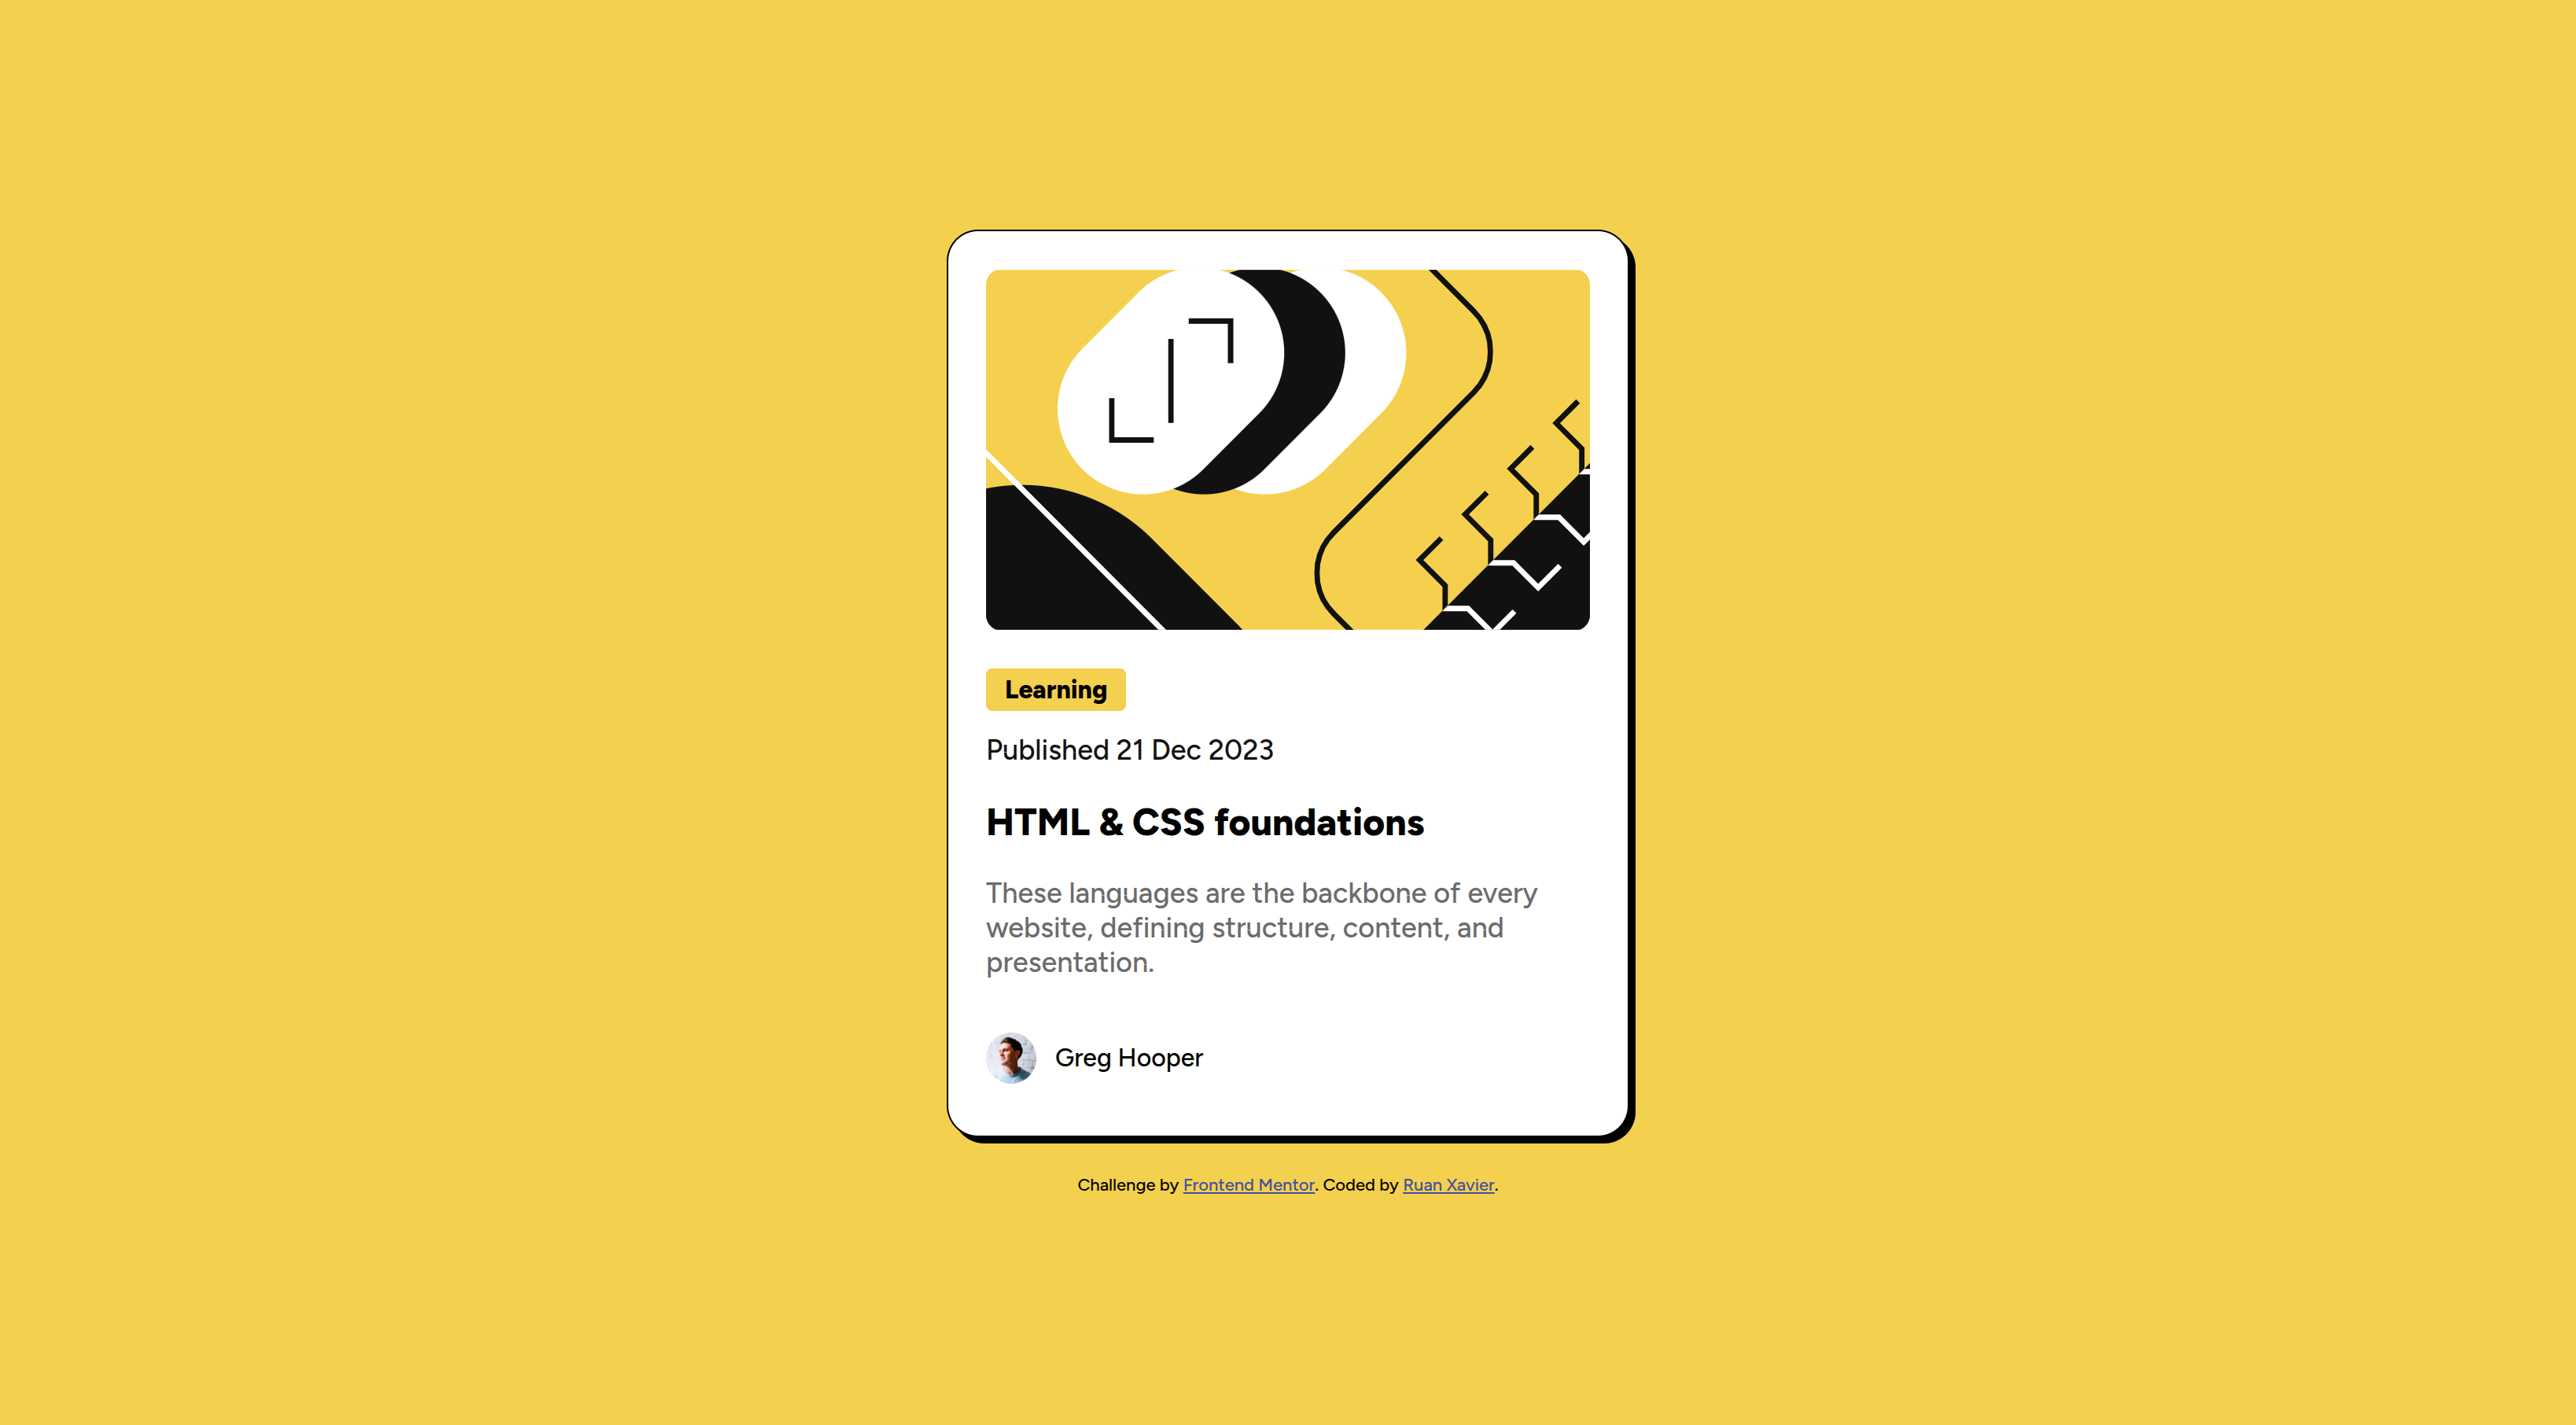 Learning
Published 21 Dec 2023
HTML & CSS foundations
These languages are the backbone of every
website, defining structure, content, and
presentation.
Greg Hooper
Challenge by Frontend Mentor. Coded by Ruan Xavier.